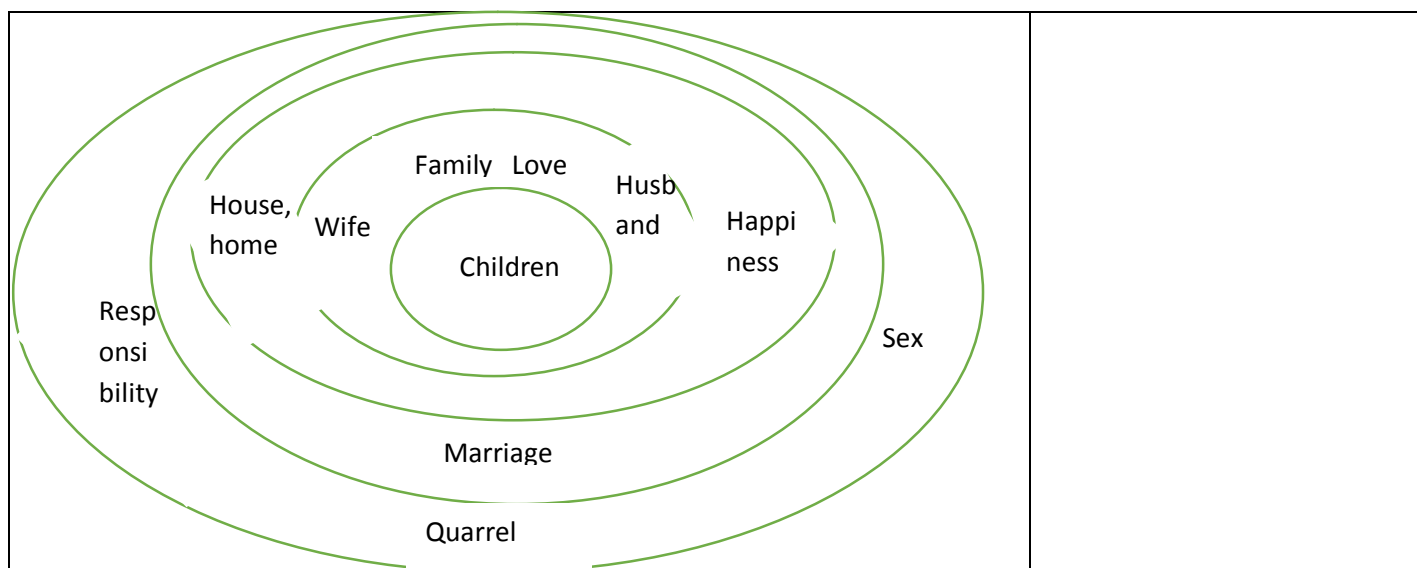 Family Love
Husb
and
House,
home
Wife
Happi
ness
Children
Resp
onsi
bility
Sex
Marriage
Quarrel